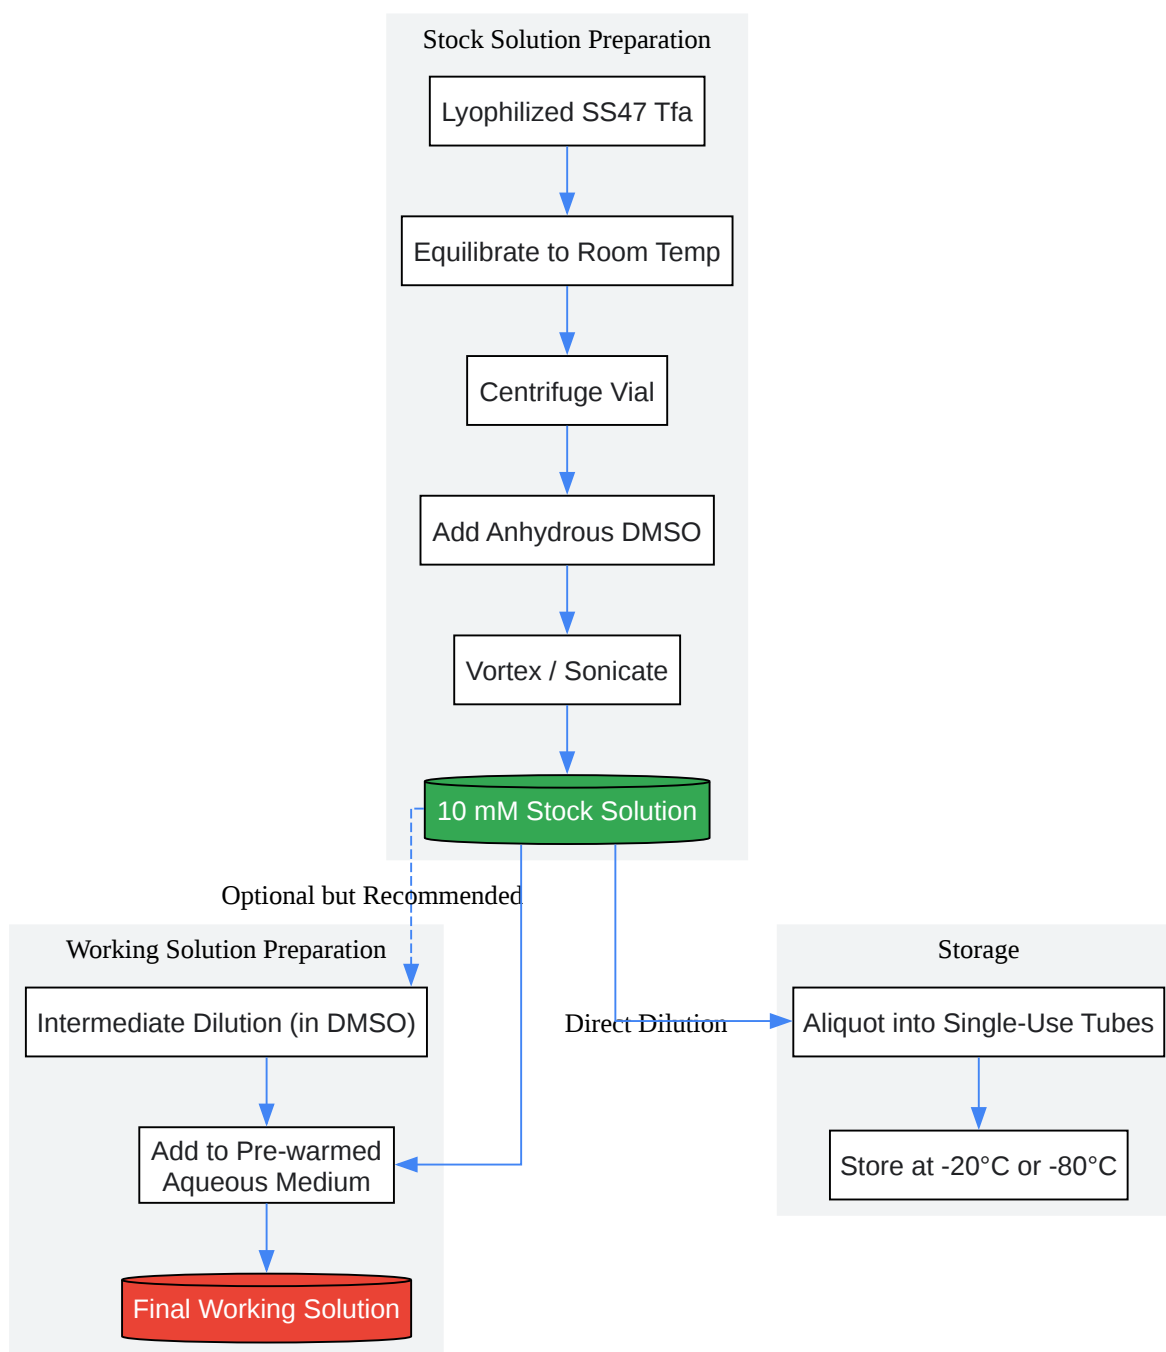 Stock Solution Preparation
Lyophilized SS47 Tfa
Equilibrate to Room Temp
Centrifuge Vial
Add Anhydrous DMSO
Vortex / Sonicate
10 mM Stock Solution
Optional but Recommended
Working Solution Preparation
Intermediate Dilution (in DMSO)
Direct Dilution
Add to Pre-warmed
Aqueous Medium
Final Working Solution
Storage
Aliquot into Single-Use Tubes
Store at -20°C or -80°C